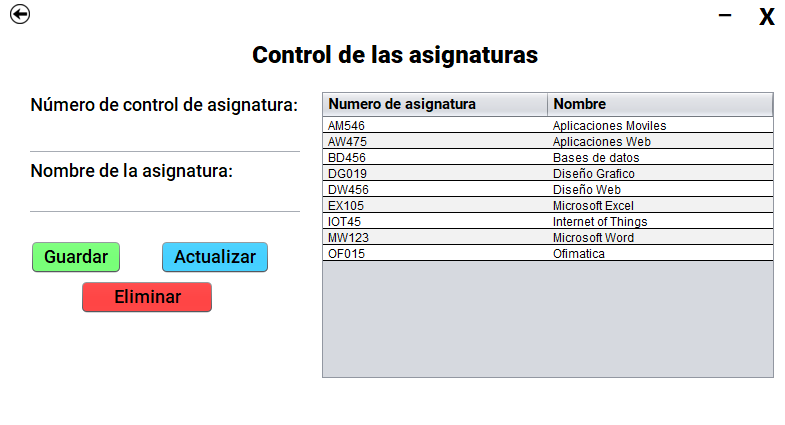 – X
Control de las asignaturas
Número de control de asignatura:
Nombre de la asignatura:
Guardar Actualizar
Eliminar
Numero de asignatura Nombre
AM546 Aplicaciones Moviles
AW475 Aplicaciones Web
BD456 Bases de datos
DG019 Diseño Grafico
DW456 Diseño Web
EX105 Microsoft Excel
IOT45 Internet of Things
MW123 Microsoft Word
OF015 Ofimatica